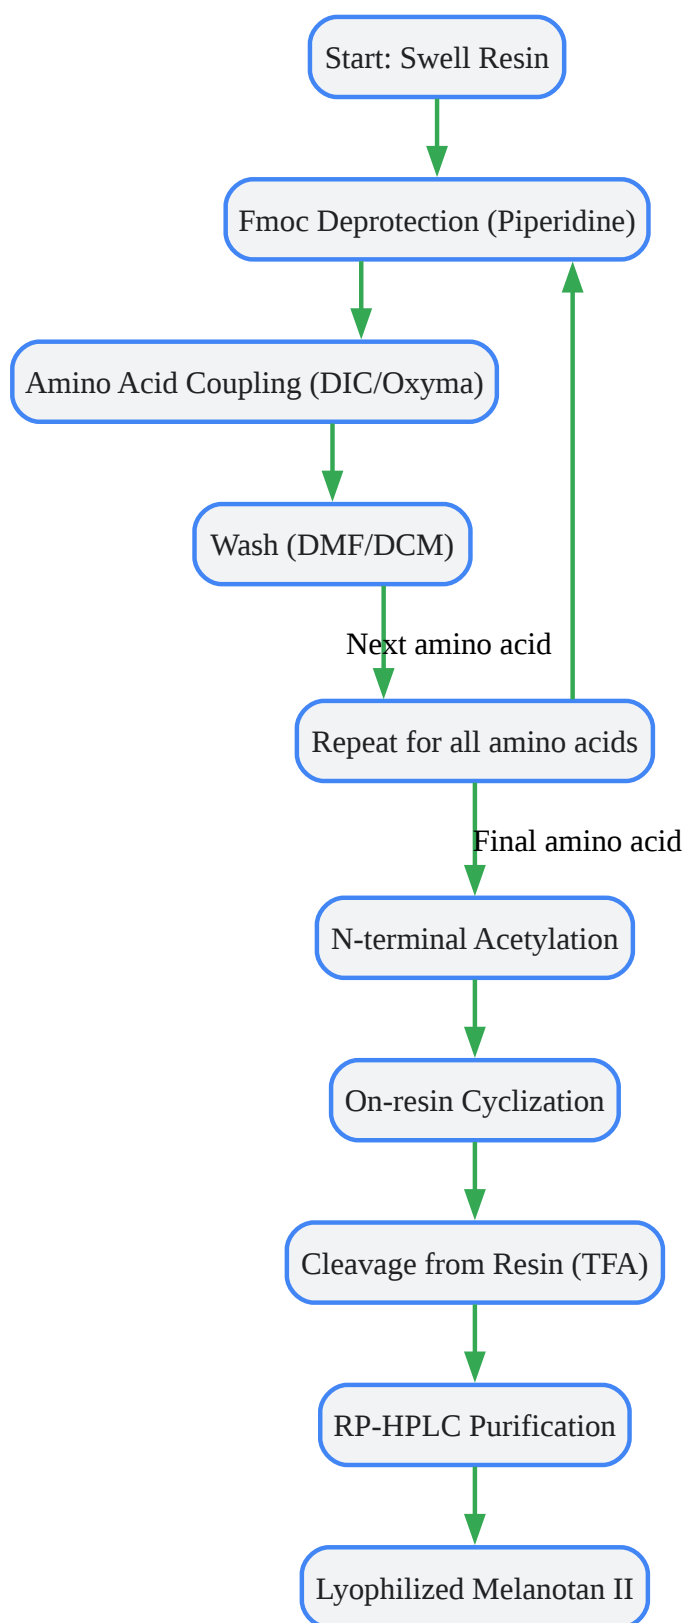 Start: Swell Resin
Fmoc Deprotection (Piperidine)
Amino Acid Coupling (DIC/Oxyma)
Wash (DMF/DCM)
Next amino acid
Repeat for all amino acids
Final amino acid
N-terminal Acetylation
On-resin Cyclization
Cleavage from Resin (TFA)
RP-HPLC Purification
Lyophilized Melanotan II